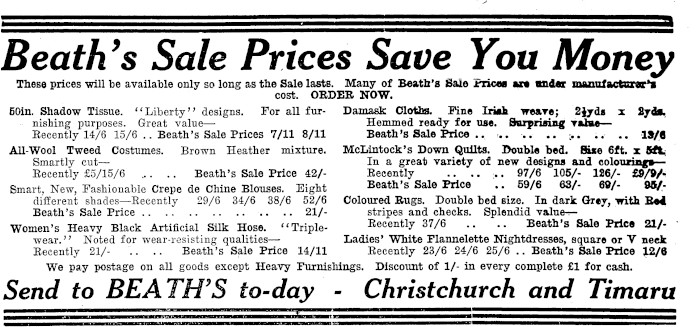 Beath's Sale Prices Save You Money
These prices will be available only so long as the Sale lasts. Many of Beath's Sale Prices are under manufacturer's
cost. ORDER NOW.
50in. Shadow Tissue. "Liberty" designs. For all fur-
nishing purposes. Great value—
Recently 14/6 15/6 .. Beath's Sale Prices 7/11 8/11
All-Wool Tweed Costumes. Brown Heather mixture.
Smartly cut—
Recently £5/15/6 .. .. Beath's Sale Price 42/-
Smart, New, Fashionable Crepe de Chine Blouses. Eight
different shades—Recently 29/6 34/6 38/6 52/6
Beath's Sale Price .. .. .. .. .. .. .. 21/-
Women's Heavy Black Artificial Silk Hose. "Triple-
wear." Noted for wear-resisting qualities—
Recently 21/- .. .. Beath's Sale Price 14/11
Damask Cloths. Fine Irish weave; 2½yds x 2yds.
Hemmed ready for use. Surprising value—
Beath's Sale Price .. .. .. .. .. .. 13/6
McLintock's Down Quilts. Double bed. Size 6ft. x 5ft.
In a great variety of new designs and colourings—
Recently .. .. .. 97/6 105/- 126/- £9/9/-
Beath's Sale Price .. 59/6 63/- 69/- 95/-
Coloured Rugs. Double bed size. In dark Grey, with Red
stripes and checks. Splendid value—
Recently 37/6 .. .. Beath's Sale Price 21/-
Ladies' White Flannelette Nightdresses, square or V neck
Recently 23/6 24/6 25/6 .. Beath's Sale Price 12/6
We pay postage on all goods except Heavy Furnishings. Discount of 1/- in every complete £1 for cash.
Send to BEATH'S to-day - Christchurch and Timaru